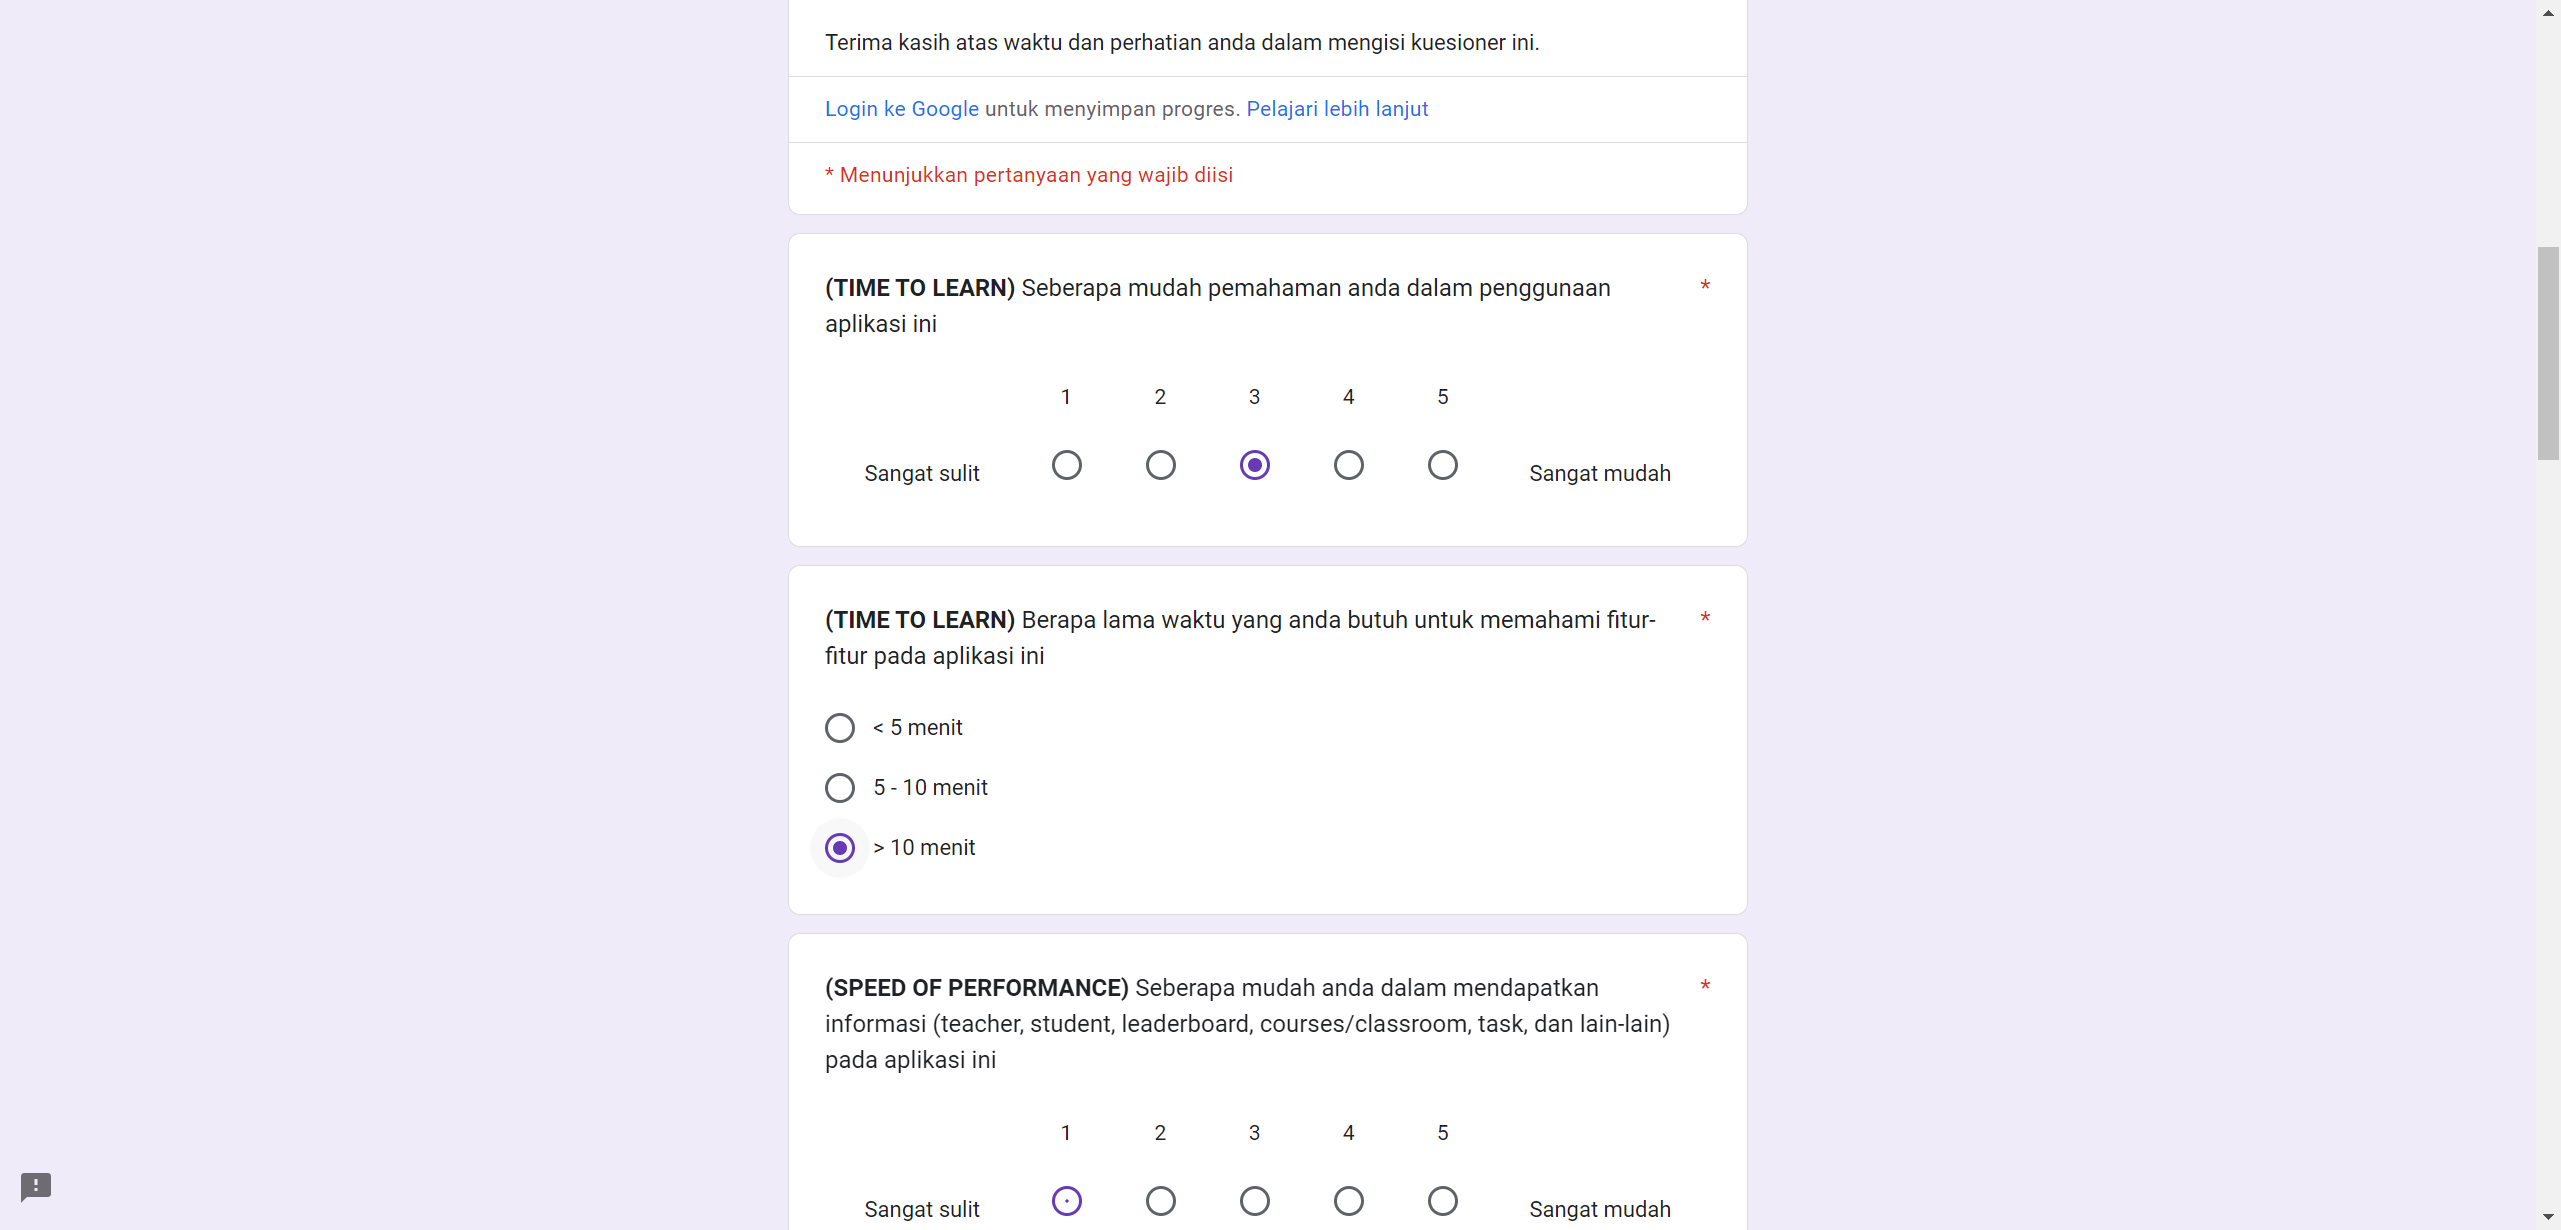 Terima kasih atas waktu dan perhatian anda dalam mengisi kuesioner ini.
Login ke Google untuk menyimpan progres. Pelajari lebih lanjut
* Menunjukkan pertanyaan yang wajib diisi
(TIME TO LEARN) Seberapa mudah pemahaman anda dalam penggunaan *
aplikasi ini
1 2 3 4 5
Sangat sulit Sangat mudah
(TIME TO LEARN) Berapa lama waktu yang anda butuh untuk memahami fitur- *
fitur pada aplikasi ini
< 5 menit
5 - 10 menit
> 10 menit
(SPEED OF PERFORMANCE) Seberapa mudah anda dalam mendapatkan *
informasi (teacher, student, leaderboard, courses/classroom, task, dan lain-lain)
pada aplikasi ini
1 2 3 4 5
Sangat sulit Sangat mudah